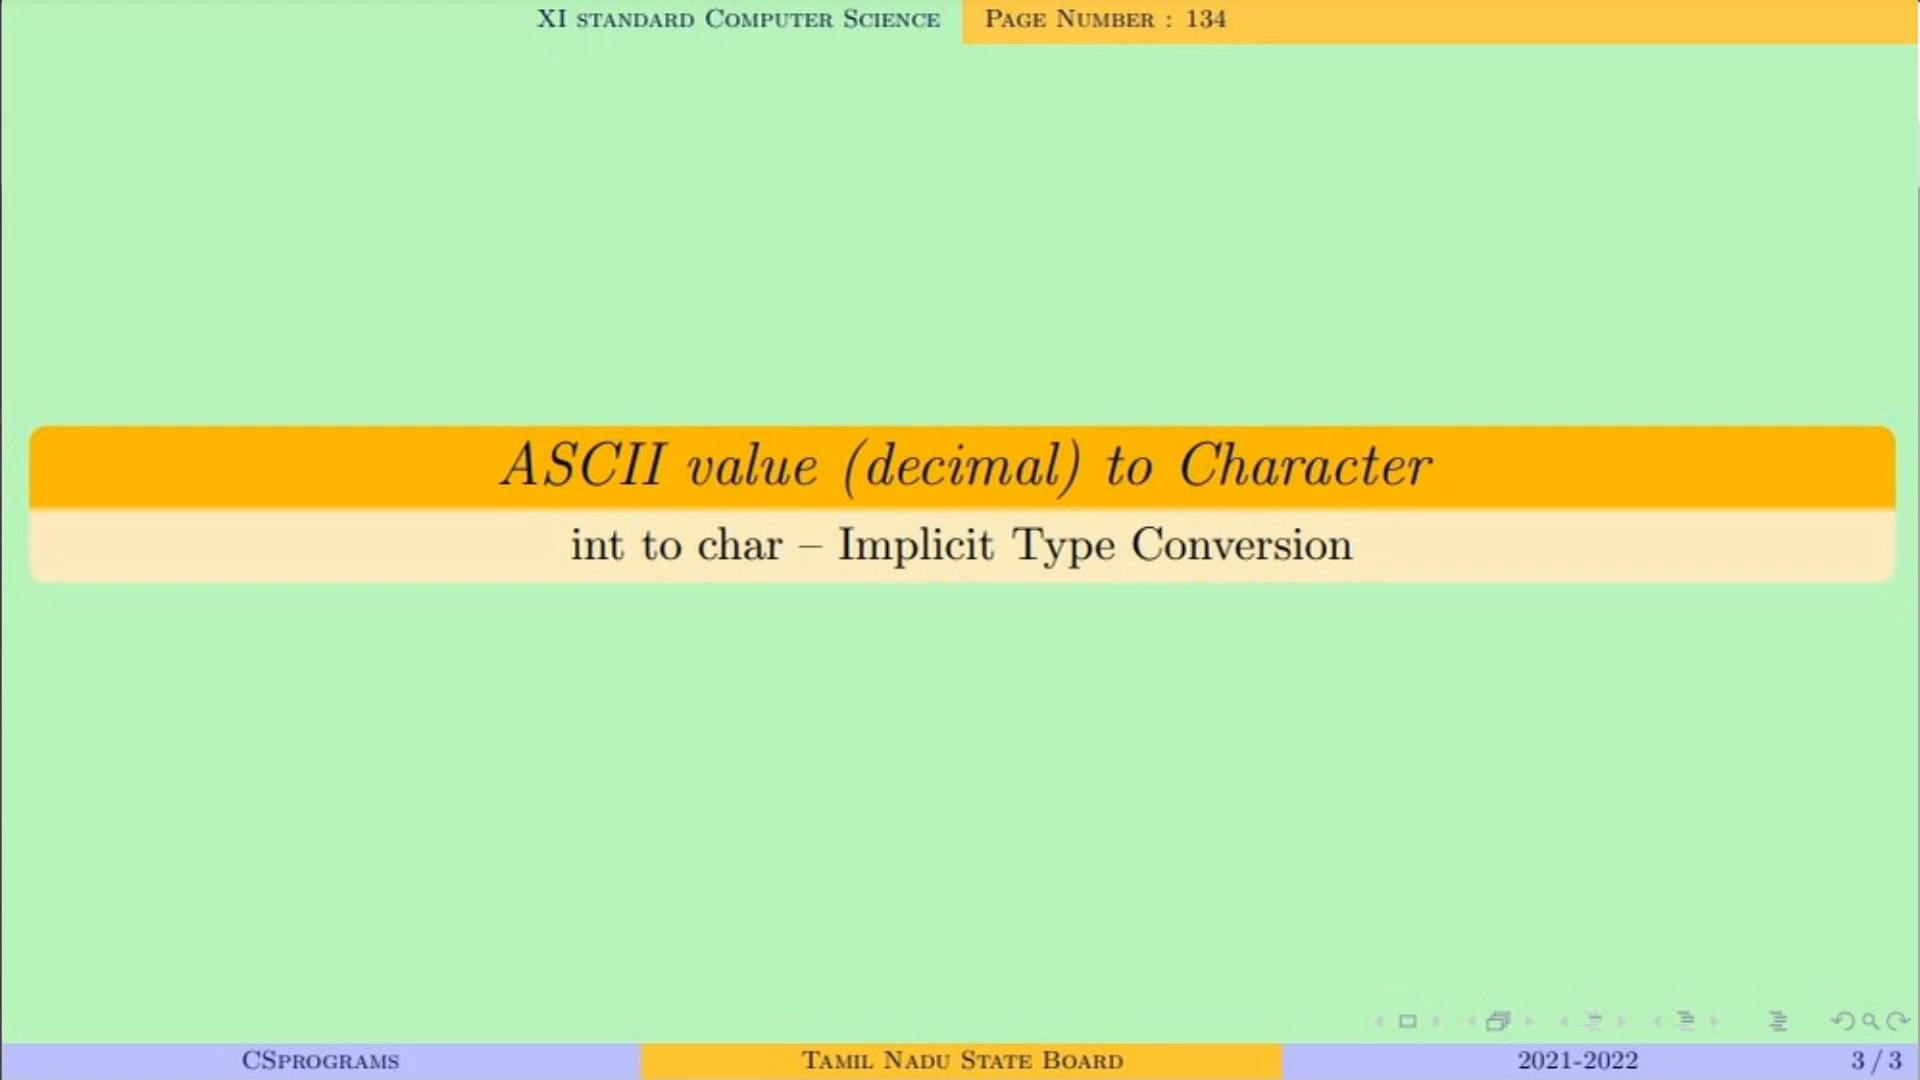 XI STANDARD COMPUTER SCIENCE
PAGE NUMBER : 134
ASCII value (decimal) to Character
int to char – Implicit Type Conversion
CSPROGRAMS
TAMIL NADU STATE BOARD
2021-2022
3 / 3